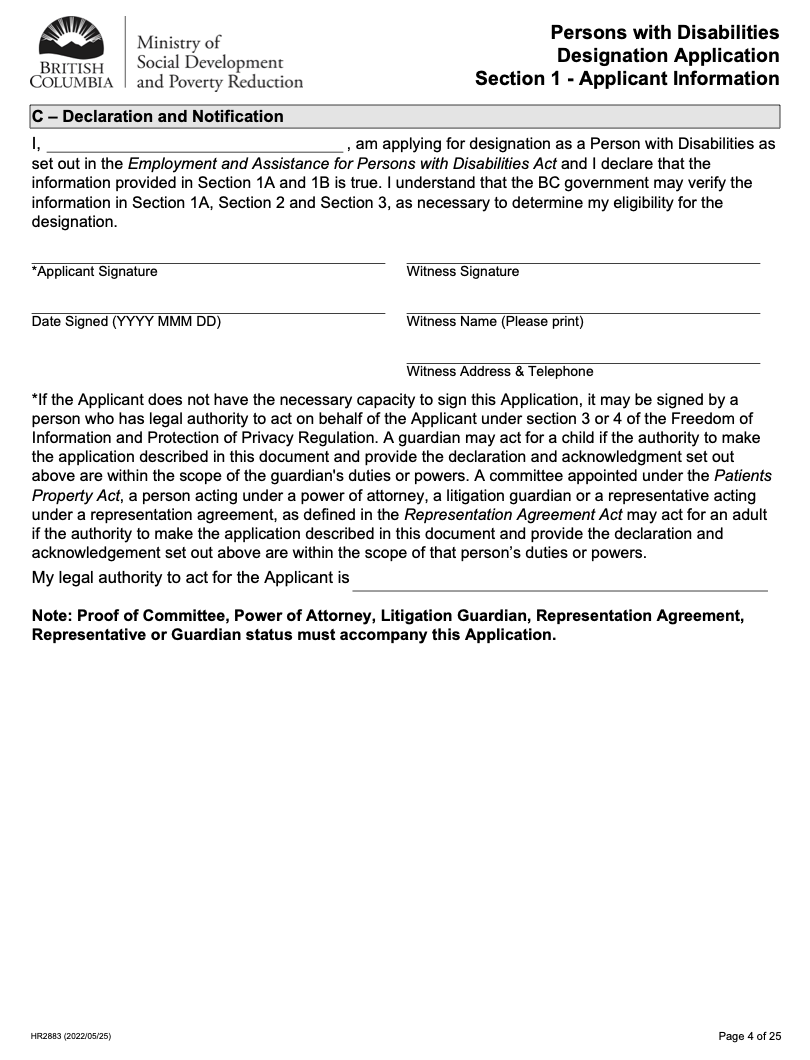 BRITISH
COLUMBIA
Ministry of
Social Development
and Poverty Reduction
Persons with Disabilities
Designation Application
Section 1 - Applicant Information
C – Declaration and Notification
I, ___________________________________ , am applying for designation as a Person with Disabilities as
set out in the Employment and Assistance for Persons with Disabilities Act and I declare that the
information provided in Section 1A and 1B is true. I understand that the BC government may verify the
information in Section 1A, Section 2 and Section 3, as necessary to determine my eligibility for the
designation.
*Applicant Signature
Witness Signature
Date Signed (YYYY MMM DD)
Witness Name (Please print)
Witness Address & Telephone
*If the Applicant does not have the necessary capacity to sign this Application, it may be signed by a
person who has legal authority to act on behalf of the Applicant under section 3 or 4 of the Freedom of
Information and Protection of Privacy Regulation. A guardian may act for a child if the authority to make
the application described in this document and provide the declaration and acknowledgment set out
above are within the scope of the guardian's duties or powers. A committee appointed under the Patients
Property Act, a person acting under a power of attorney, a litigation guardian or a representative acting
under a representation agreement, as defined in the Representation Agreement Act may act for an adult
if the authority to make the application described in this document and provide the declaration and
acknowledgement set out above are within the scope of that person’s duties or powers.
My legal authority to act for the Applicant is
Note: Proof of Committee, Power of Attorney, Litigation Guardian, Representation Agreement,
Representative or Guardian status must accompany this Application.
HR2883 (2022/05/25)
Page 4 of 25